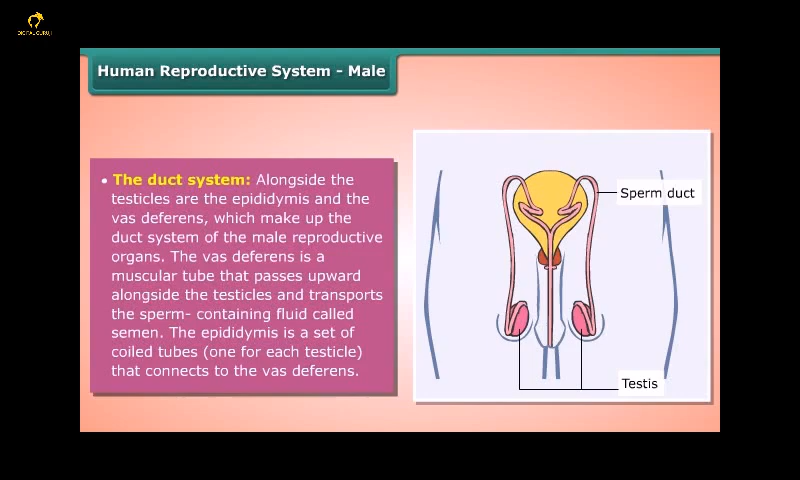 DIGITAL GURUJI
Human Reproductive System - Male
• The duct system: Alongside the
testicles are the epididymis and the
vas deferens, which make up the
duct system of the male reproductive
organs. The vas deferens is a
muscular tube that passes upward
alongside the testicles and transports
the sperm- containing fluid called
semen. The epididymis is a set of
coiled tubes (one for each testicle)
that connects to the vas deferens.
Sperm duct
Testis